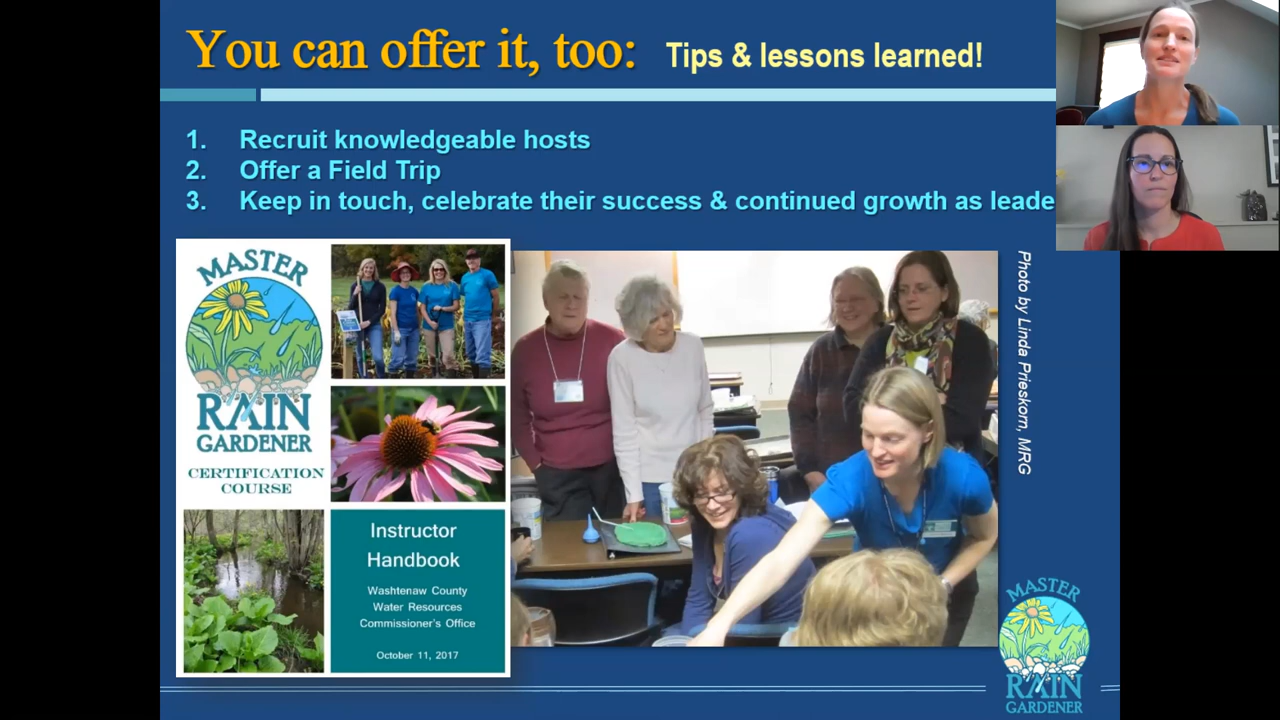 You can offer it, too: Tips & lessons learned!
1. Recruit knowledgeable hosts
2. Offer a Field Trip
3. Keep in touch, celebrate their success & continued growth as leade
MASTER
RAIN
GARDENER
CERTIFICATION
COURSE
Instructor
Handbook
Washtenaw County
Water Resources
Commissioner's Office
October 11, 2017
Photo by Linda Prieskorn, MRG
MASTER
RAIN
GARDENER